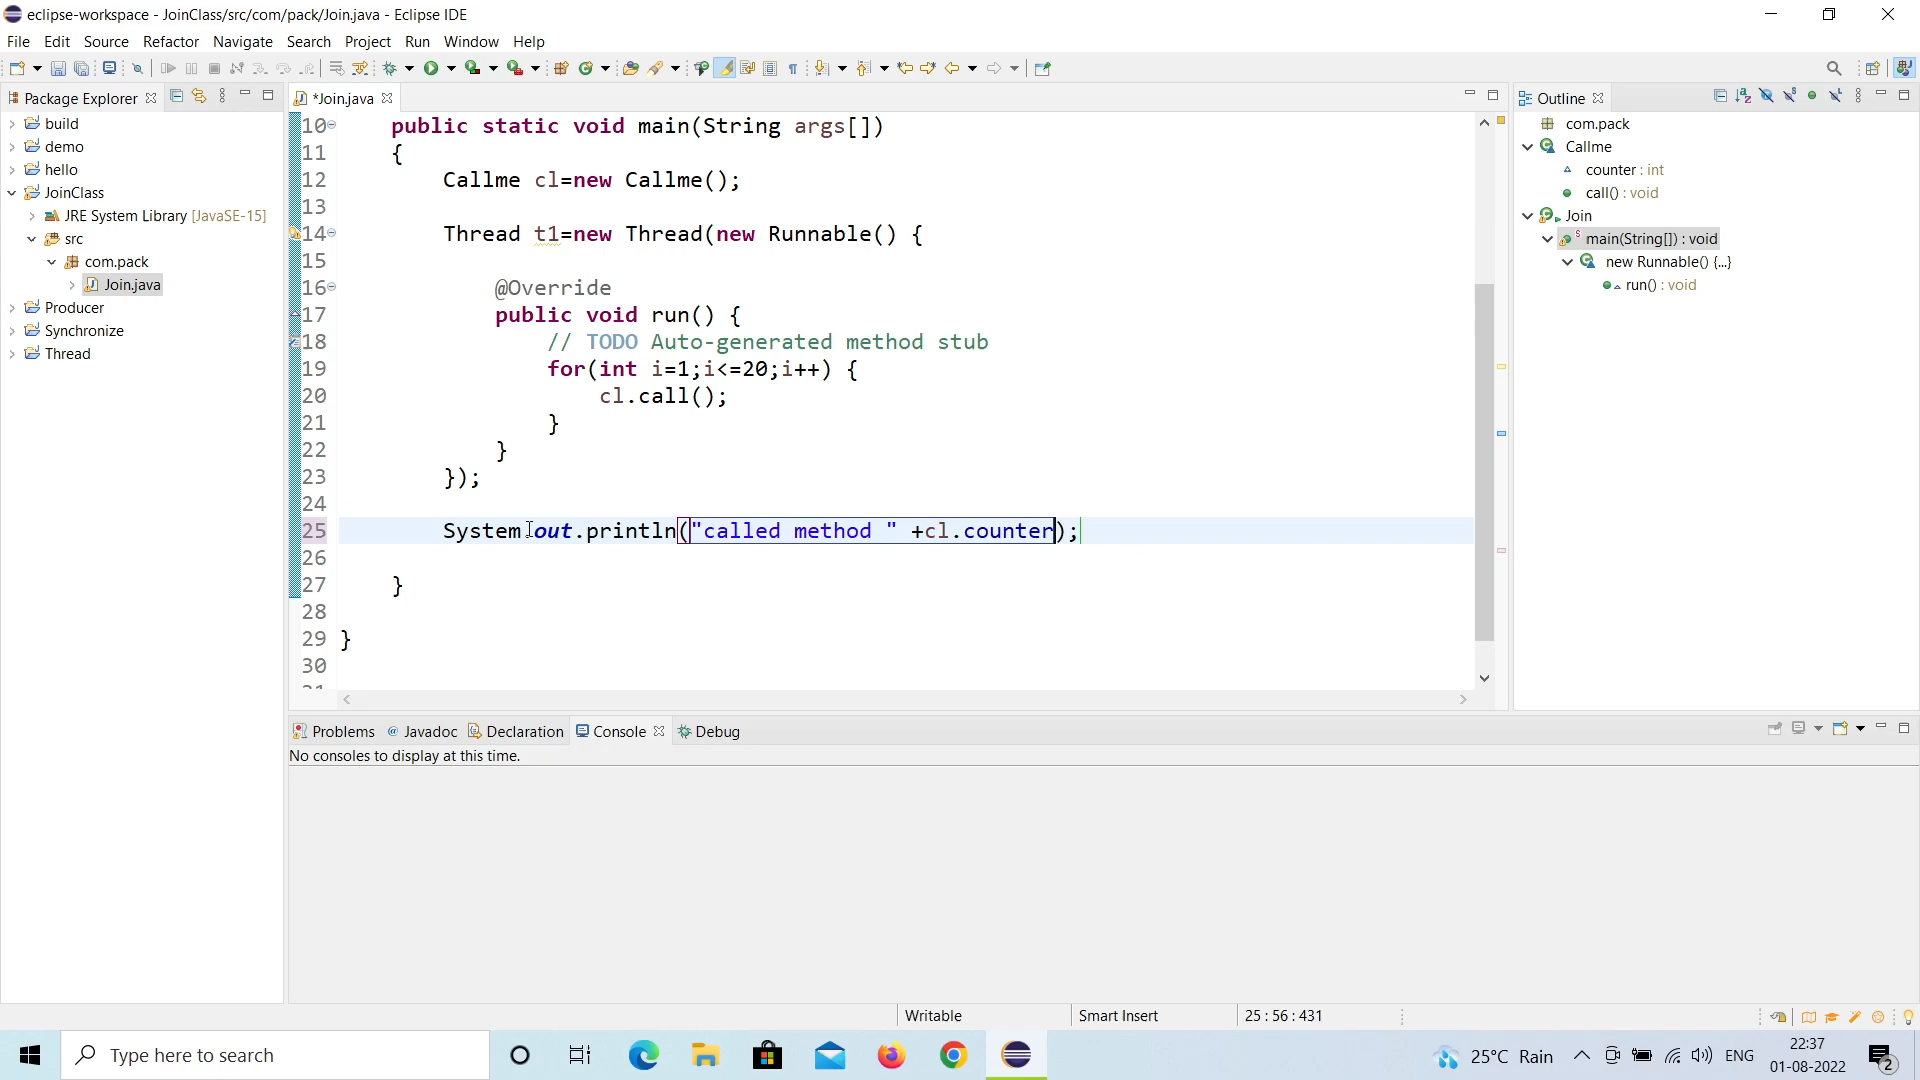 eclipse-workspace - JoinClass/src/com/pack/Join.java - Eclipse IDE
File Edit Source Refactor Navigate Search Project Run Window Help
Package Explorer
build
demo
hello
JoinClass
JRE System Library [JavaSE-15]
src
com.pack
Join.java
Producer
Synchronize
Thread
*Join.java
10 public static void main(String args[])
11 {
12 Callme cl=new Callme();
13
14 Thread t1=new Thread(new Runnable() {
15
16 @Override
17 public void run() {
18 // TODO Auto-generated method stub
19 for(int i=1;i<=20;i++) {
20 cl.call();
21 }
22 }
23 });
24
25 System.out.println("called method " +cl.counter);
26
27 }
28
29 }
30
Outline
com.pack
Callme
counter : int
call() : void
Join
main(String[]) : void
new Runnable() {...}
run() : void
Problems @ Javadoc Declaration Console Debug
No consoles to display at this time.
Writable Smart Insert 25 : 56 : 431
Type here to search
25°C Rain ENG
22:37
01-08-2022
2